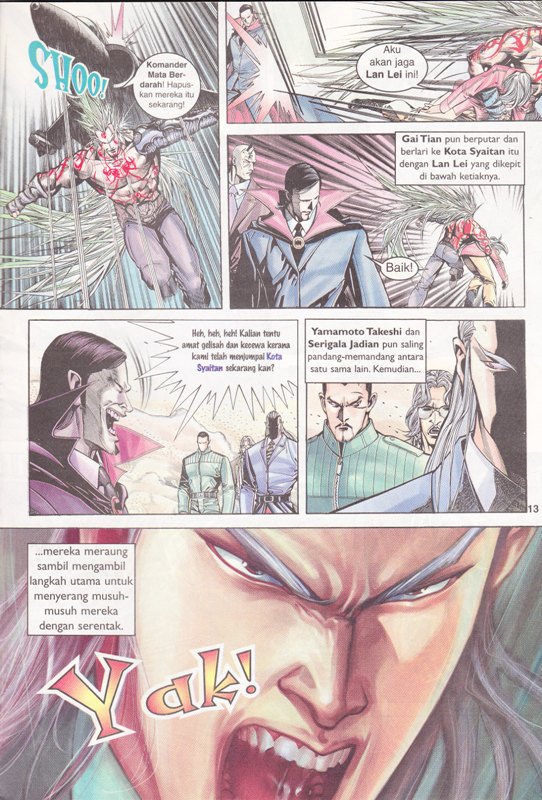 SHOO!
Komander
Mata Ber-
darah! Hapus-
kan mereka itu
sekarang!
Aku
akan jaga
Lan Lei ini!
Gai Tian pun berputar dan
berlari ke Kota Syaitan itu
dengan Lan Lei yang dikepit
di bawah ketiaknya.
Baik!
Heh, heh, heh! Kalian tentu
amat gelisah dan kecewa kerana
kami telah menjumpai Kota
Syaitan sekarang kan?
Yamamoto Takeshi dan
Serigala Jadian pun saling
pandang-memandang antara
satu sama lain. Kemudian...
13
...mereka meraung
sambil mengambil
langkah utama untuk
menyerang musuh-
musuh mereka
dengan serentak.
Yak!